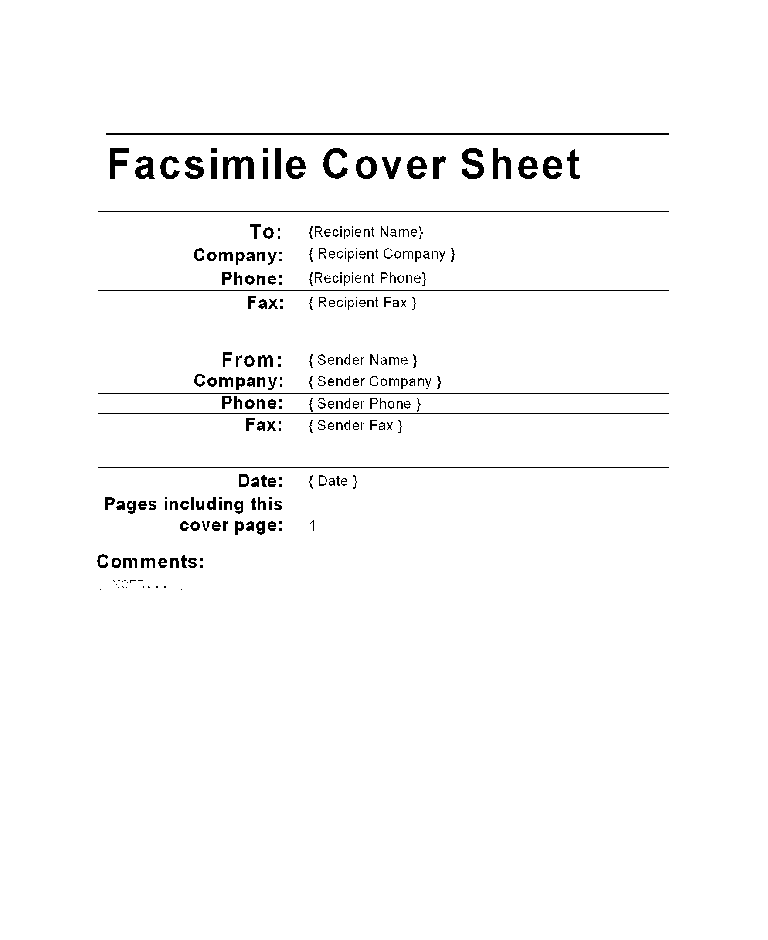 Facsimile Cover Sheet
To: {Recipient Name}
Company: { Recipient Company }
Phone: {Recipient Phone}
Fax: { Recipient Fax }
From: { Sender Name }
Company: { Sender Company }
Phone: { Sender Phone }
Fax: { Sender Fax }
Date: { Date }
Pages including this
cover page: 1
Comments: